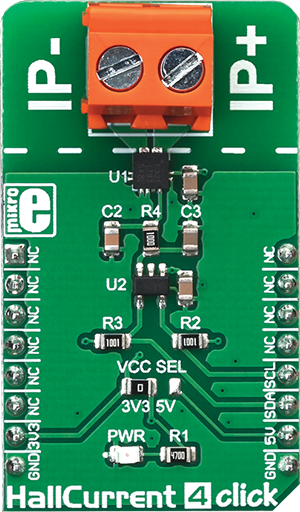 IP-
IP+
U1
mikro
e
C2
R4
C3
1000
U2
NC
NC
NC
NC
NC
NC
3V3
GND
NC
NC
NC
NC
SCL
SDA
5V
GND
R3
R2
1001
1001
VCC SEL
0
3V3
5V
PWR
R1
4700
HallCurrent 4 click